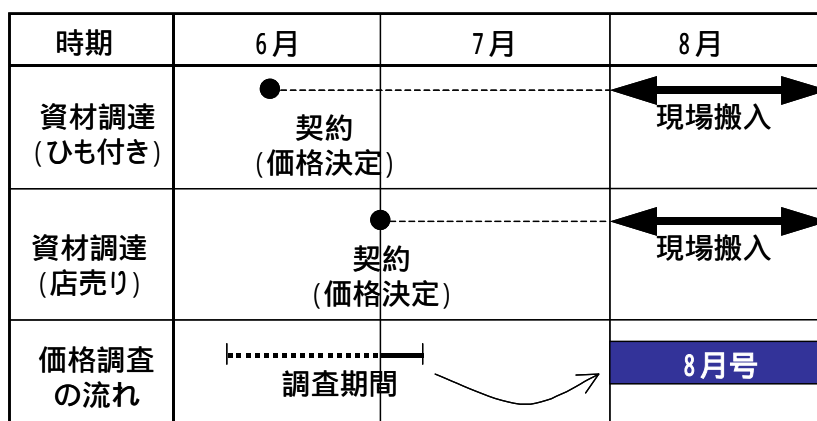 時期 6月 7月 8月
資材調達
(ひも付き)
契約
(価格決定)
現場搬入
資材調達
(店売り)
契約
(価格決定)
現場搬入
価格調査
の流れ
調査期間
8月号